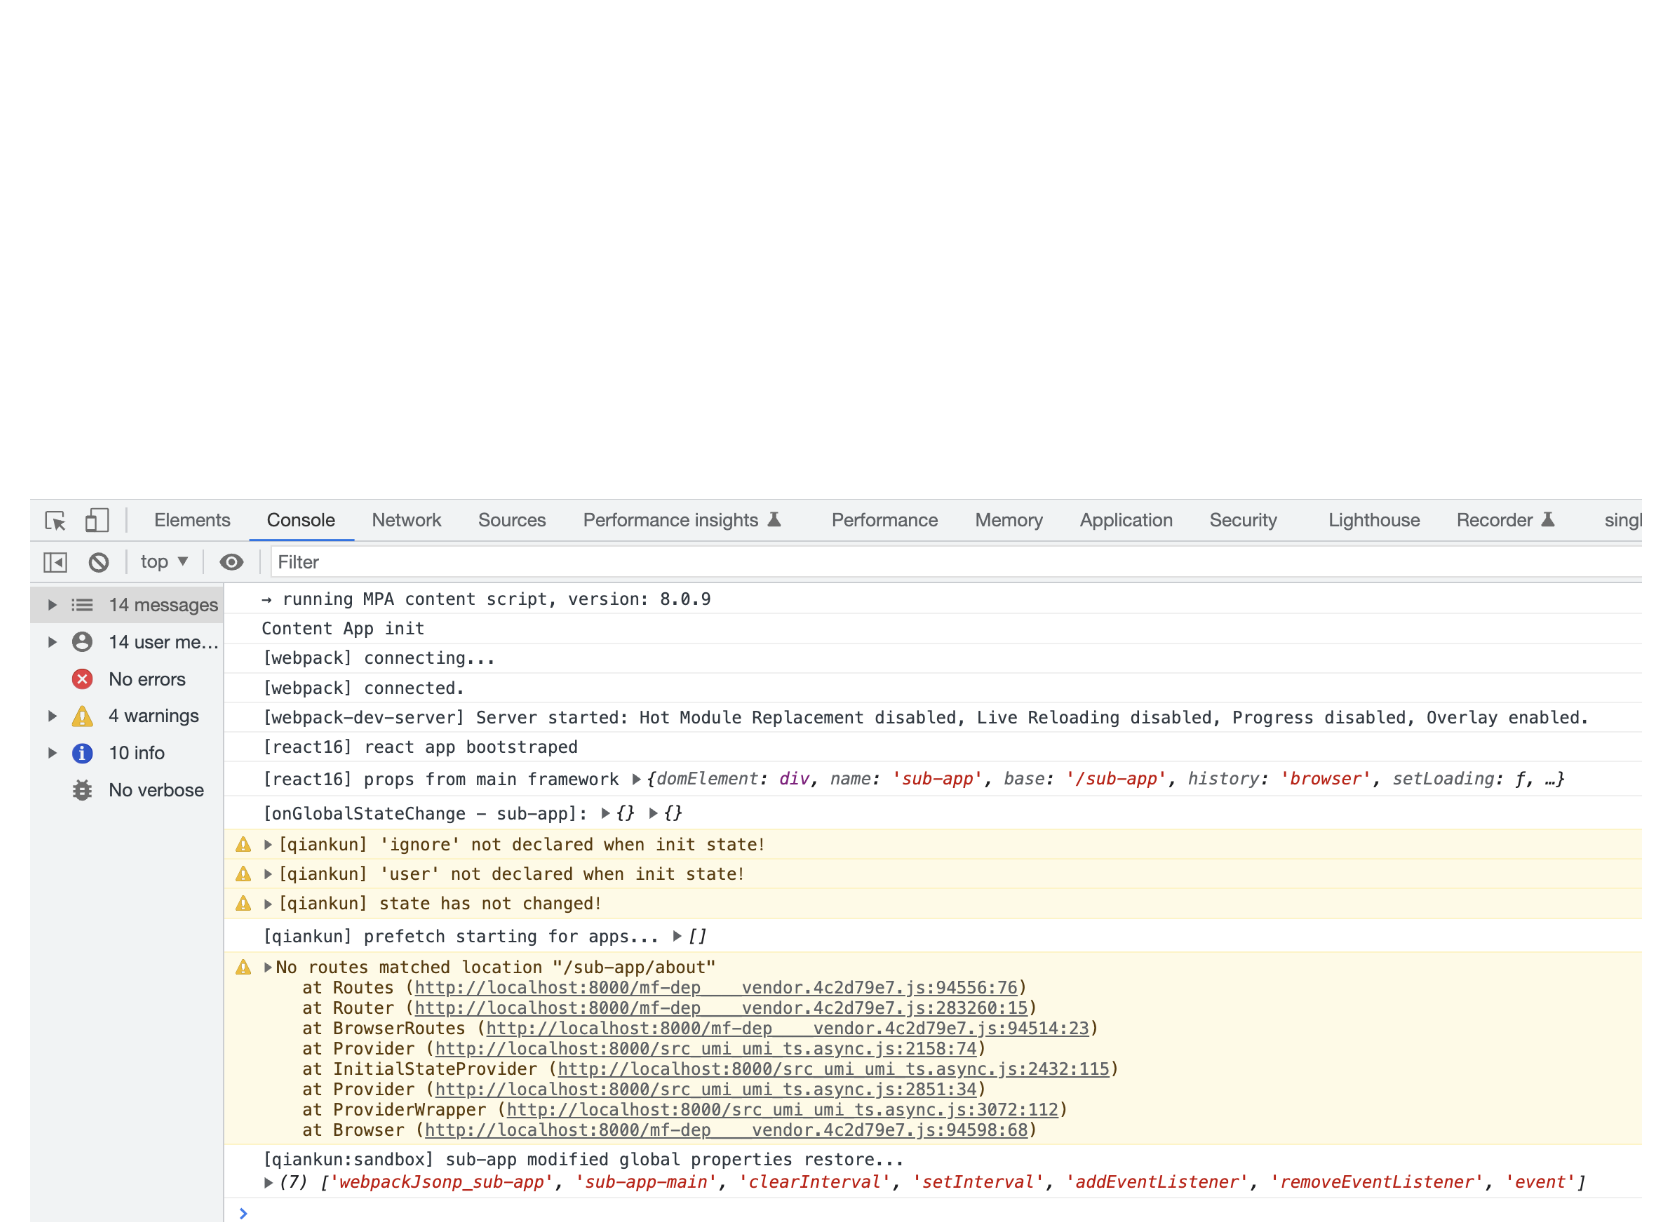 Elements Console Network Sources Performance insights Performance Memory Application Security Lighthouse Recorder singl
top ▼ Filter
14 messages
14 user me…
No errors
4 warnings
10 info
No verbose
→ running MPA content script, version: 8.0.9
Content App init
[webpack] connecting...
[webpack] connected.
[webpack-dev-server] Server started: Hot Module Replacement disabled, Live Reloading disabled, Progress disabled, Overlay enabled.
[react16] react app bootstraped
[react16] props from main framework ▶{domElement: div, name: 'sub-app', base: '/sub-app', history: 'browser', setLoading: ƒ, …}
[onGlobalStateChange - sub-app]: ▶{} ▶{}
▶[qiankun] 'ignore' not declared when init state!
▶[qiankun] 'user' not declared when init state!
▶[qiankun] state has not changed!
[qiankun] prefetch starting for apps... ▶[]
▶No routes matched location "/sub-app/about"
at Routes (http://localhost:8000/mf-dep____vendor.4c2d79e7.js:94556:76)
at Router (http://localhost:8000/mf-dep____vendor.4c2d79e7.js:283260:15)
at BrowserRoutes (http://localhost:8000/mf-dep____vendor.4c2d79e7.js:94514:23)
at Provider (http://localhost:8000/src_umi_umi_ts.async.js:2158:74)
at InitialStateProvider (http://localhost:8000/src_umi_umi_ts.async.js:2432:115)
at Provider (http://localhost:8000/src_umi_umi_ts.async.js:2851:34)
at ProviderWrapper (http://localhost:8000/src_umi_umi_ts.async.js:3072:112)
at Browser (http://localhost:8000/mf-dep____vendor.4c2d79e7.js:94598:68)
[qiankun:sandbox] sub-app modified global properties restore...
▶(7) ['webpackJsonp_sub-app', 'sub-app-main', 'clearInterval', 'setInterval', 'addEventListener', 'removeEventListener', 'event']